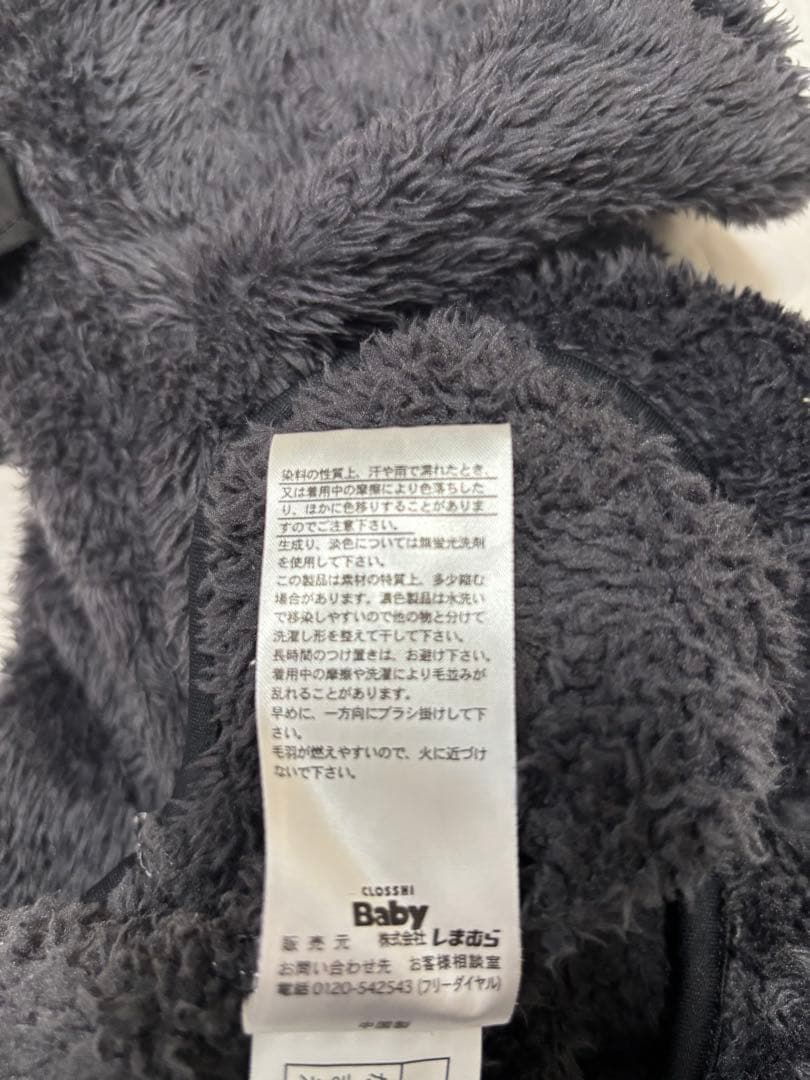 染料の性質上、汗や雨で濡れたとき、
又は着用中の摩擦により色落ちした
り、ほかに色移りすることがありま
すのでご注意下さい。
生成り、淡色については無蛍光洗剤
を使用して下さい。
この製品は素材の特質上、多少縮む
場合があります。濃色製品は水洗い
で移染しやすいので他の物と分けて
洗濯し形を整えて干して下さい。
長時間のつけ置きは、お避け下さい。
着用中の摩擦や洗濯により毛並みが
乱れることがあります。
早めに、一方向にブラシ掛けして下
さい。
毛羽が燃えやすいので、火に近づけ
ないで下さい。
CLOSSHI
Baby
販売元 株式会社しまむら
お問い合わせ先 お客様相談室
電話0120-542543(フリーダイヤル)
中国製